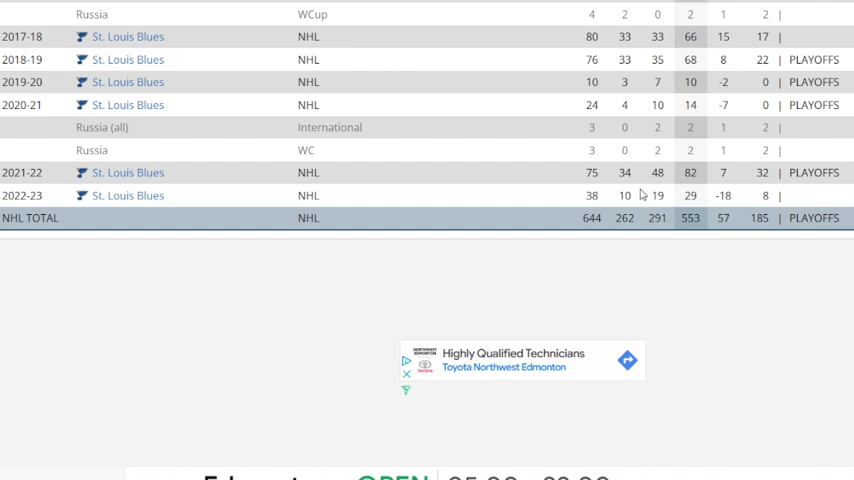 Russia WCup 4 2 0 2 1 2 |
2017-18 St. Louis Blues NHL 80 33 33 66 15 17 |
2018-19 St. Louis Blues NHL 76 33 35 68 8 22 | PLAYOFFS
2019-20 St. Louis Blues NHL 10 3 7 10 -2 0 | PLAYOFFS
2020-21 St. Louis Blues NHL 24 4 10 14 -7 0 | PLAYOFFS
Russia (all) International 3 0 2 2 1 2 |
Russia WC 3 0 2 2 1 2 |
2021-22 St. Louis Blues NHL 75 34 48 82 7 32 | PLAYOFFS
2022-23 St. Louis Blues NHL 38 10 19 29 -18 8 |
NHL TOTAL NHL 644 262 291 553 57 185 | PLAYOFFS
NORTHWEST
EDMONTON
TOYOTA
Highly Qualified Technicians
Toyota Northwest Edmonton